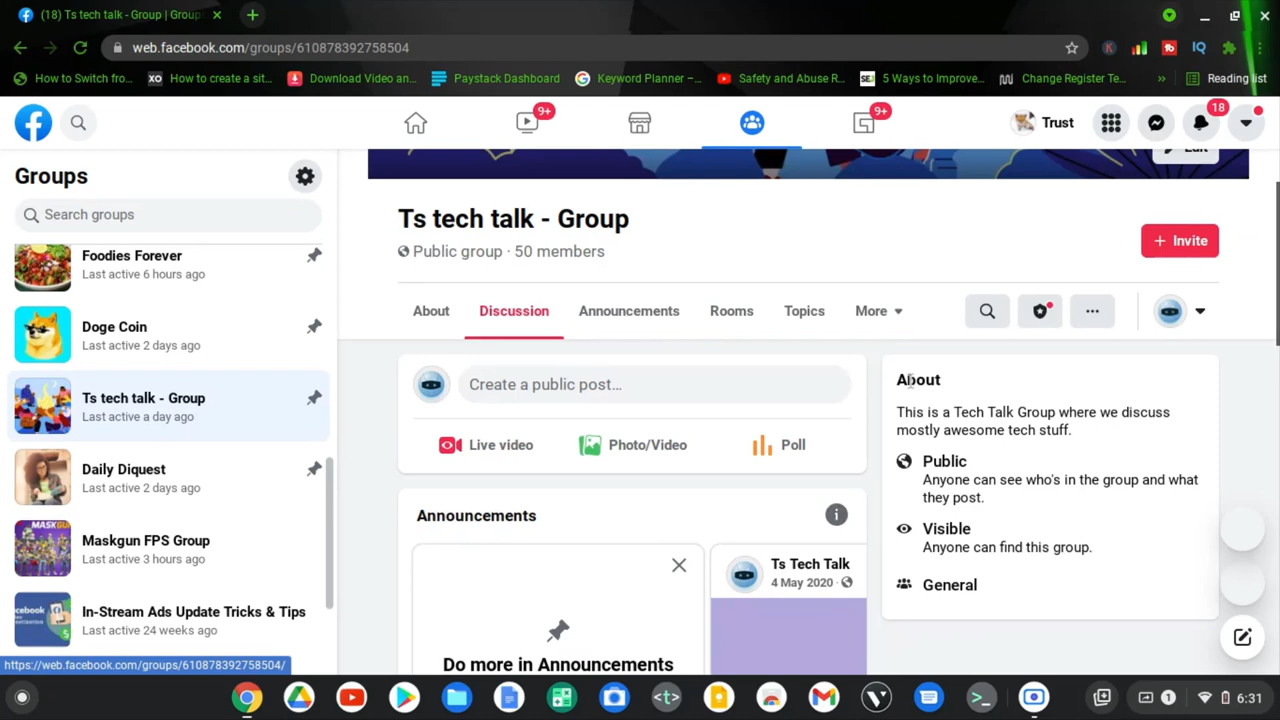 (18) Ts tech talk - Group | Group
web.facebook.com/groups/610878392758504
How to Switch fro...
How to create a sit...
Download Video an...
Paystack Dashboard
Keyword Planner –...
Safety and Abuse R...
5 Ways to Improve...
Change Register Te...
»
Reading list
9+
9+
Trust
18
Groups
Search groups
Edit
Ts tech talk - Group
Public group · 50 members
+ Invite
Foodies Forever
Last active 6 hours ago
Doge Coin
Last active 2 days ago
Ts tech talk - Group
Last active a day ago
Daily Diquest
Last active 2 days ago
Maskgun FPS Group
Last active 3 hours ago
In-Stream Ads Update Tricks & Tips
Last active 24 weeks ago
https://web.facebook.com/groups/610878392758504/
About
Discussion
Announcements
Rooms
Topics
More
Create a public post...
Live video
Photo/Video
Poll
Announcements
Do more in Announcements
Ts Tech Talk
4 May 2020 ·
About
This is a Tech Talk Group where we discuss
mostly awesome tech stuff.
Public
Anyone can see who's in the group and what
they post.
Visible
Anyone can find this group.
General
1
6:31